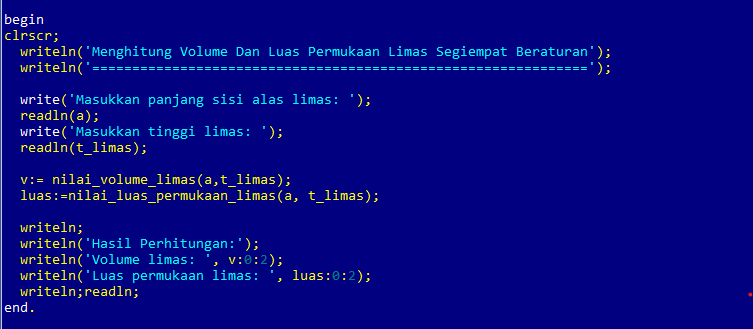 begin
clrscr;
writeln('Menghitung Volume Dan Luas Permukaan Limas Segiempat Beraturan');
writeln('==============================================================');
write('Masukkan panjang sisi alas limas: ');
readln(a);
write('Masukkan tinggi limas: ');
readln(t_limas);
v:= nilai_volume_limas(a,t_limas);
luas:=nilai_luas_permukaan_limas(a, t_limas);
writeln;
writeln('Hasil Perhitungan:');
writeln('Volume limas: ', v:0:2);
writeln('Luas permukaan limas: ', luas:0:2);
writeln;readln;
end.